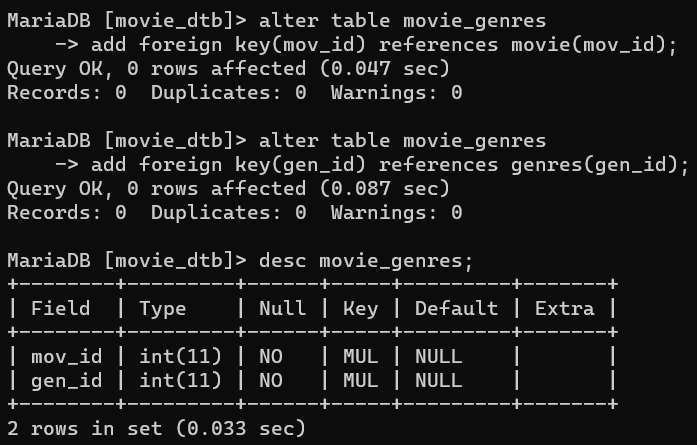 MariaDB [movie_dtb]> alter table movie_genres
    -> add foreign key(mov_id) references movie(mov_id);
Query OK, 0 rows affected (0.047 sec)
Records: 0  Duplicates: 0  Warnings: 0

MariaDB [movie_dtb]> alter table movie_genres
    -> add foreign key(gen_id) references genres(gen_id);
Query OK, 0 rows affected (0.087 sec)
Records: 0  Duplicates: 0  Warnings: 0

MariaDB [movie_dtb]> desc movie_genres;
+--------+---------+------+-----+---------+-------+
| Field  | Type    | Null | Key | Default | Extra |
+--------+---------+------+-----+---------+-------+
| mov_id | int(11) | NO   | MUL | NULL    |       |
| gen_id | int(11) | NO   | MUL | NULL    |       |
+--------+---------+------+-----+---------+-------+
2 rows in set (0.033 sec)